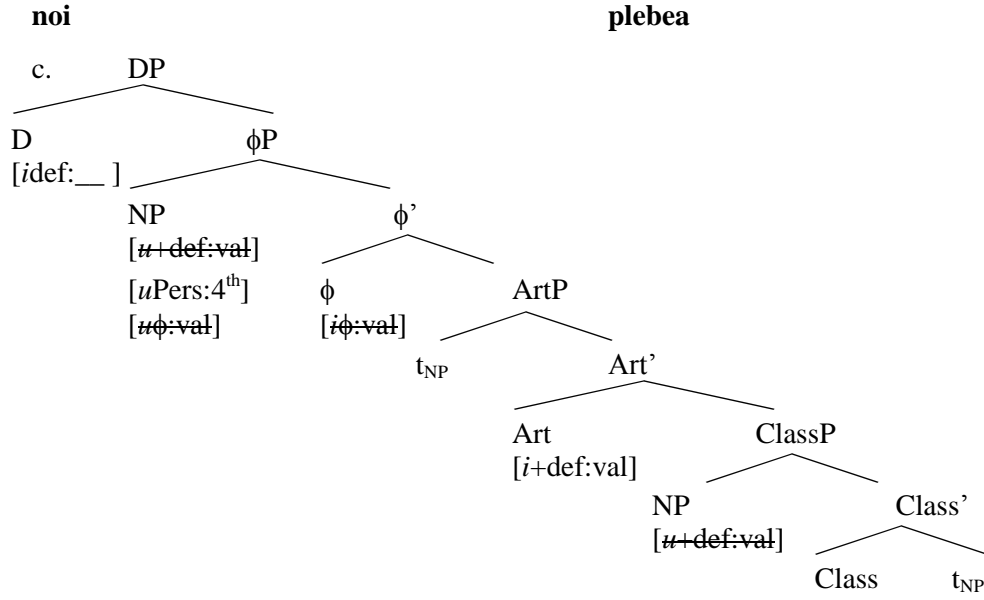 noi plebea
c. DP
D ϕP
[idef:__ ]
NP ϕ’
[u+def:val]
[uPers:4th] ϕ ArtP
[uϕ:val] [iϕ:val]
tNP Art’
Art ClassP
[i+def:val]
NP Class’
[u+def:val]
Class tNP